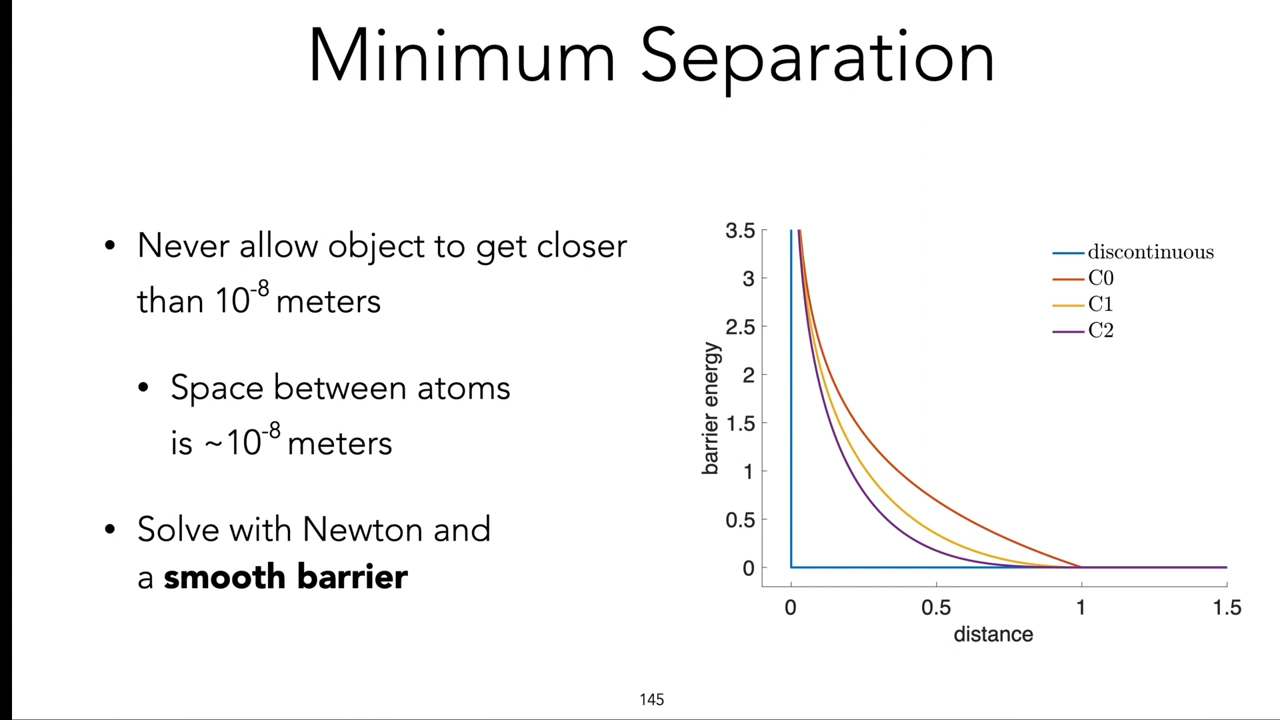 Minimum Separation
• Never allow object to get closer
than 10⁻⁸ meters
• Space between atoms
is ~10⁻⁸ meters
• Solve with Newton and
a smooth barrier
3.5
3
2.5
2
1.5
1
0.5
0
barrier energy
discontinuous
C0
C1
C2
0 0.5 1 1.5
distance
145